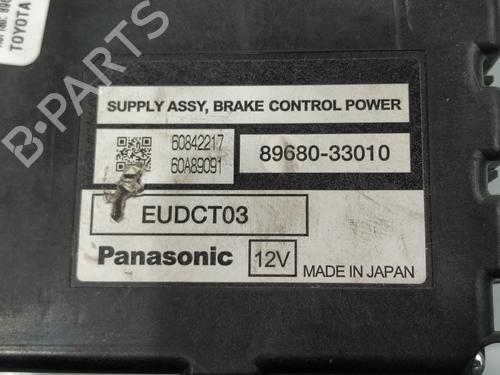 TOYOTA
SUPPLY ASSY, BRAKE CONTROL POWER
60842217
60A89091
89680-33010
EUDCT03
Panasonic
12V
MADE IN JAPAN
B-PARTS